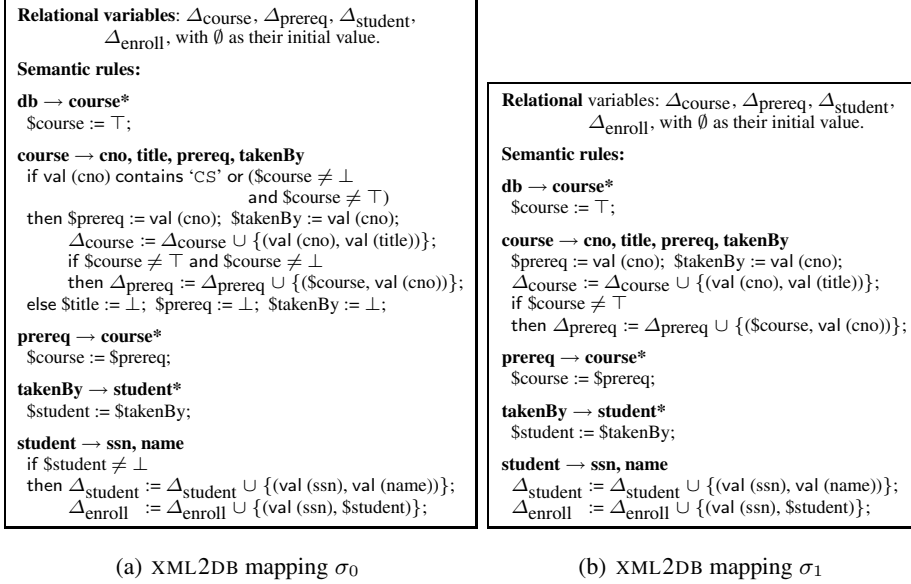 Relational variables: Δcourse, Δprereq, Δstudent,
Δenroll, with ∅ as their initial value.
Semantic rules:
db → course*
$course := ⊤;
course → cno, title, prereq, takenBy
if val (cno) contains ‘CS’ or ($course ≠ ⊥
and $course ≠ ⊤)
then $prereq := val (cno); $takenBy := val (cno);
Δcourse := Δcourse ∪ {(val (cno), val (title))};
if $course ≠ ⊤ and $course ≠ ⊥
then Δprereq := Δprereq ∪ {($course, val (cno))};
else $title := ⊥; $prereq := ⊥; $takenBy := ⊥;
prereq → course*
$course := $prereq;
takenBy → student*
$student := $takenBy;
student → ssn, name
if $student ≠ ⊥
then Δstudent := Δstudent ∪ {(val (ssn), val (name))};
Δenroll := Δenroll ∪ {(val (ssn), $student)};
(a) XML2DB mapping σ0
Relational variables: Δcourse, Δprereq, Δstudent,
Δenroll, with ∅ as their initial value.
Semantic rules:
db → course*
$course := ⊤;
course → cno, title, prereq, takenBy
$prereq := val (cno); $takenBy := val (cno);
Δcourse := Δcourse ∪ {(val (cno), val (title))};
if $course ≠ ⊤
then Δprereq := Δprereq ∪ {($course, val (cno))};
prereq → course*
$course := $prereq;
takenBy → student*
$student := $takenBy;
student → ssn, name
Δstudent := Δstudent ∪ {(val (ssn), val (name))};
Δenroll := Δenroll ∪ {(val (ssn), $student)};
(b) XML2DB mapping σ1